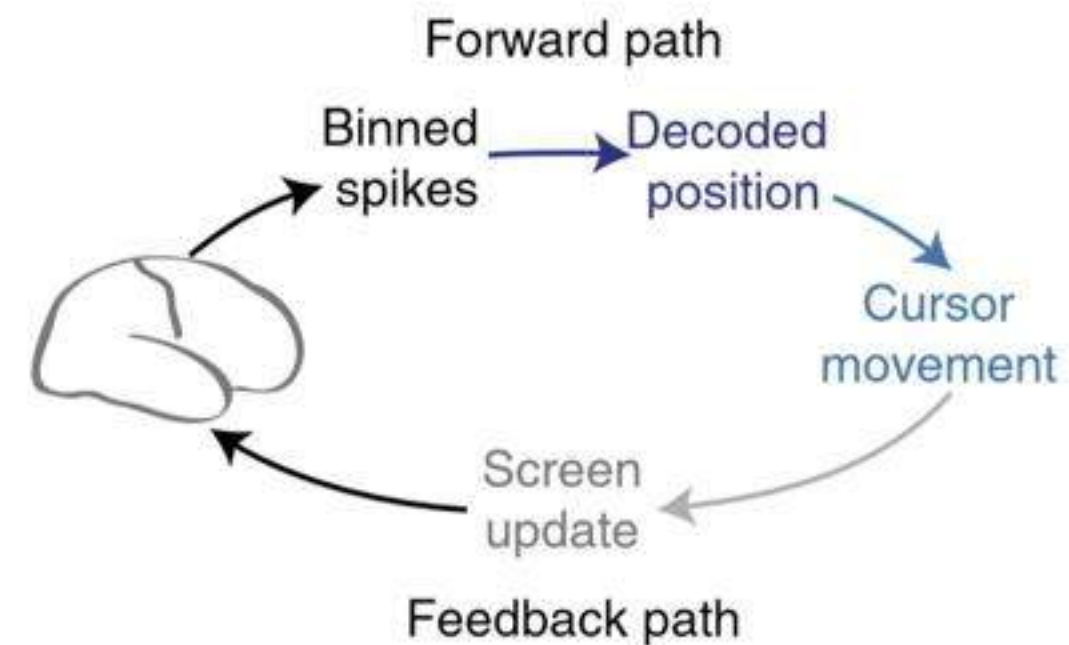 Forward path
Binned
spikes
Decoded
position
Cursor
movement
Screen
update
Feedback path